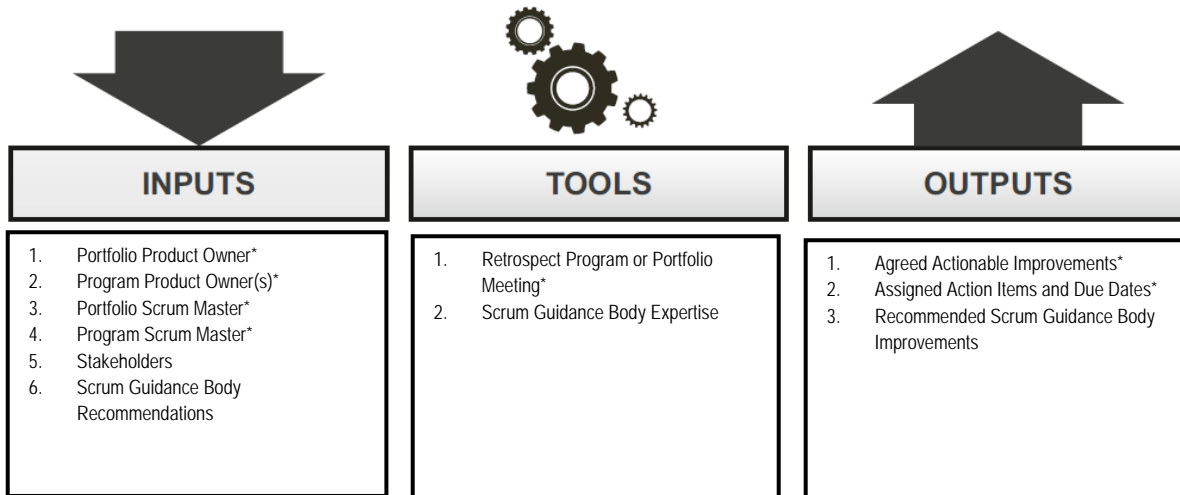 INPUTS
1. Portfolio Product Owner*
2. Program Product Owner(s)*
3. Portfolio Scrum Master*
4. Program Scrum Master*
5. Stakeholders
6. Scrum Guidance Body
Recommendations
TOOLS
1. Retrospect Program or Portfolio
Meeting*
2. Scrum Guidance Body Expertise
OUTPUTS
1. Agreed Actionable Improvements*
2. Assigned Action Items and Due Dates*
3. Recommended Scrum Guidance Body
Improvements